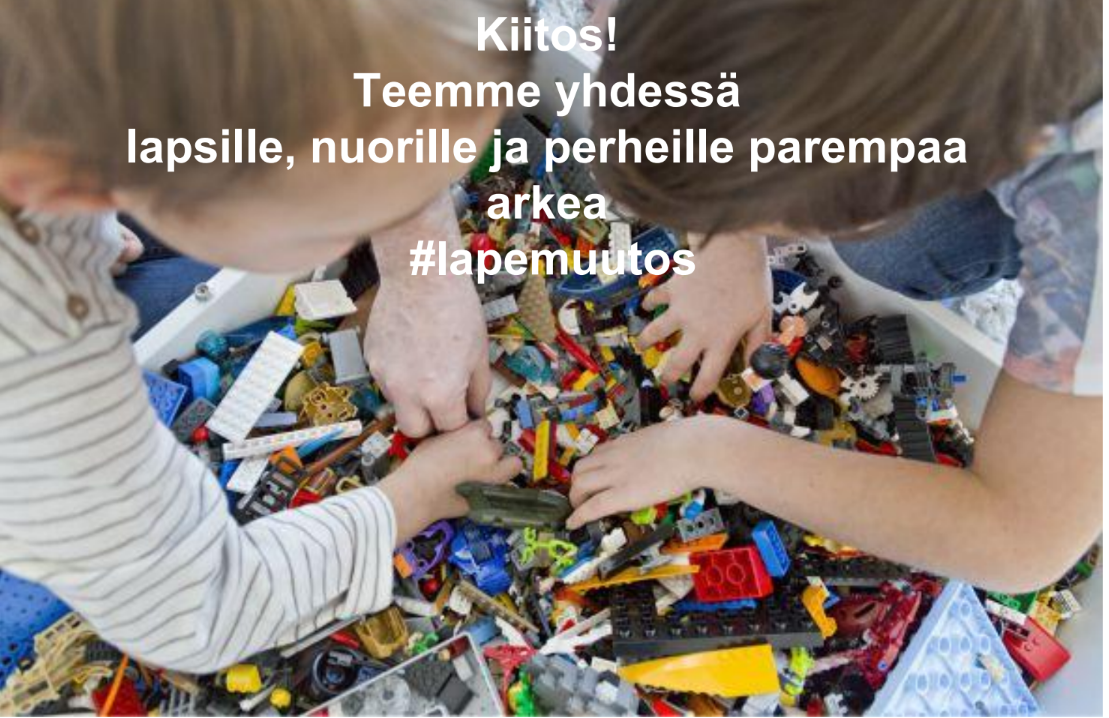 Kiitos!
Teemme yhdessä
lapsille, nuorille ja perheille parempaa
arkea
#lapemuutos